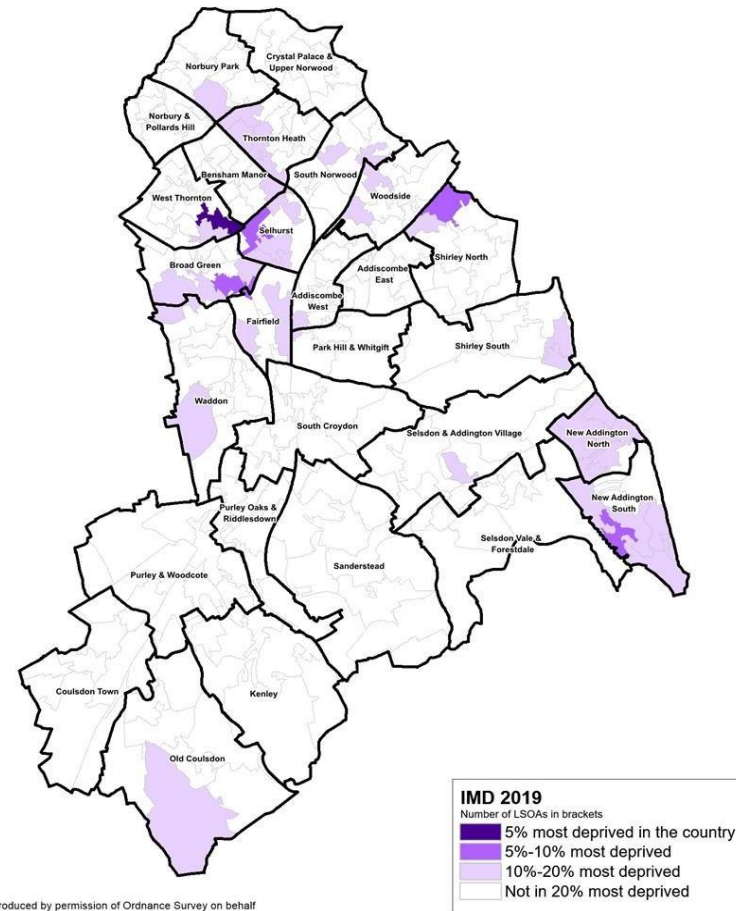 Crystal Palace &
Upper Norwood
Norbury Park
Norbury &
Pollards Hill
Thornton Heath
Bensham Manor
South Norwood
West Thornton
Woodside
Selhurst
Broad Green
Shirley North
Addiscombe
East
Addiscombe
West
Fairfield
Park Hill & Whitgift
Shirley South
Waddon
South Croydon
Selsdon & Addington Village
New Addington
North
New Addington
South
Purley Oaks &
Riddlesdown
Selsdon Vale &
Forestdale
Sanderstead
Purley & Woodcote
Coulsdon Town
Kenley
Old Coulsdon
IMD 2019
Number of LSOAs in brackets
5% most deprived in the country
5%-10% most deprived
10%-20% most deprived
Not in 20% most deprived
roduced by permission of Ordnance Survey on behalf